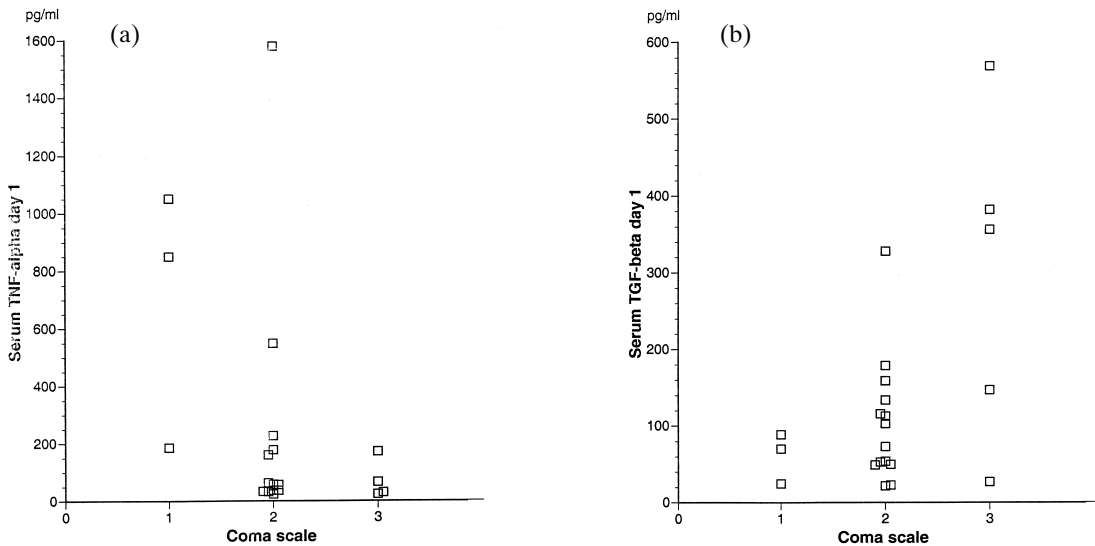 pg/ml
(a)
1600
1400
1200
1000
800
600
400
200
0
Serum TNF-alpha day 1
0 1 2 3
Coma scale
pg/ml
(b)
600
500
400
300
200
100
0
Serum TGF-beta day 1
0 1 2 3
Coma scale